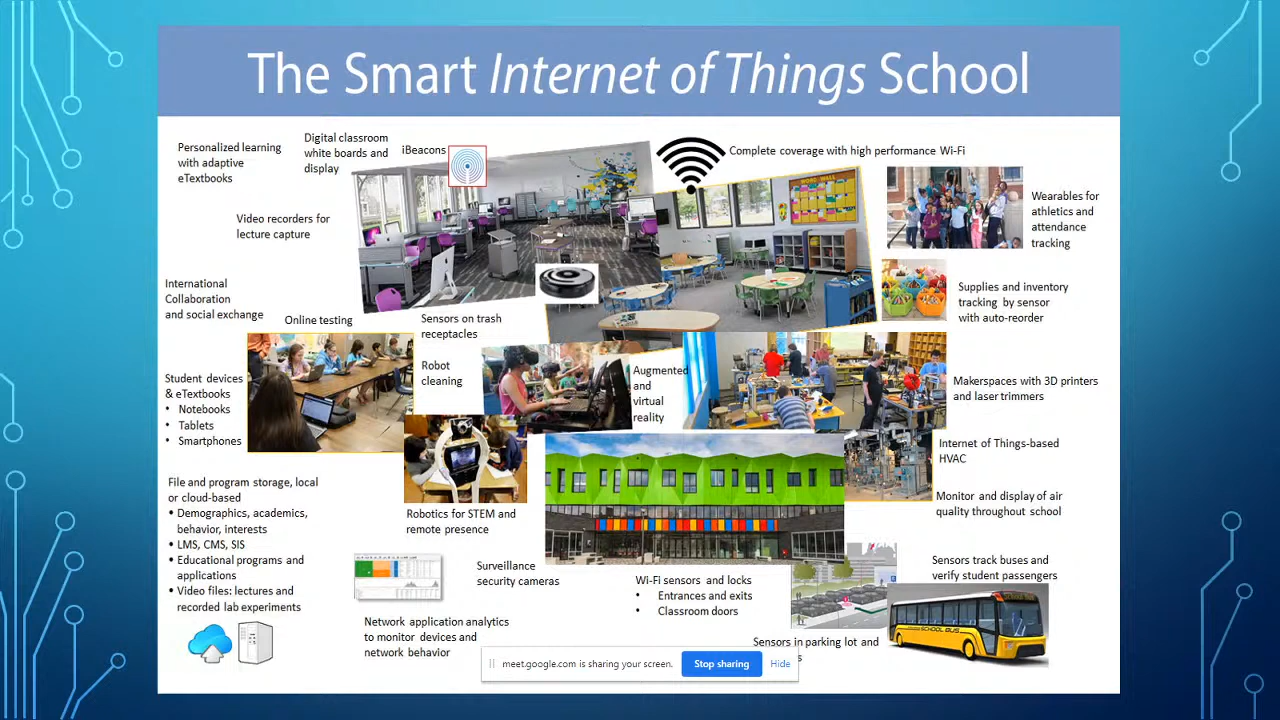 The Smart Internet of Things School
Personalized learning
with adaptive
eTextbooks
Digital classroom
white boards and
display
iBeacons
Complete coverage with high performance Wi-Fi
Video recorders for
lecture capture
WORD WALL
Wearables for
athletics and
attendance
tracking
International
Collaboration
and social exchange
Online testing
Sensors on trash
receptacles
Supplies and inventory
tracking by sensor
with auto-reorder
Student devices
& eTextbooks
• Notebooks
• Tablets
• Smartphones
Robot
cleaning
Augmented
and
virtual
reality
Makerspaces with 3D printers
and laser trimmers
Internet of Things-based
HVAC
Monitor and display of air
quality throughout school
File and program storage, local
or cloud-based
• Demographics, academics,
behavior, interests
• LMS, CMS, SIS
• Educational programs and
applications
• Video files: lectures and
recorded lab experiments
Robotics for STEM and
remote presence
Surveillance
security cameras
Network application analytics
to monitor devices and
network behavior
Wi-Fi sensors and locks
• Entrances and exits
• Classroom doors
Sensors track buses and
verify student passengers
SCHOOL BUS
Sensors in parking lot and
meet.google.com is sharing your screen.
Stop sharing
Hide